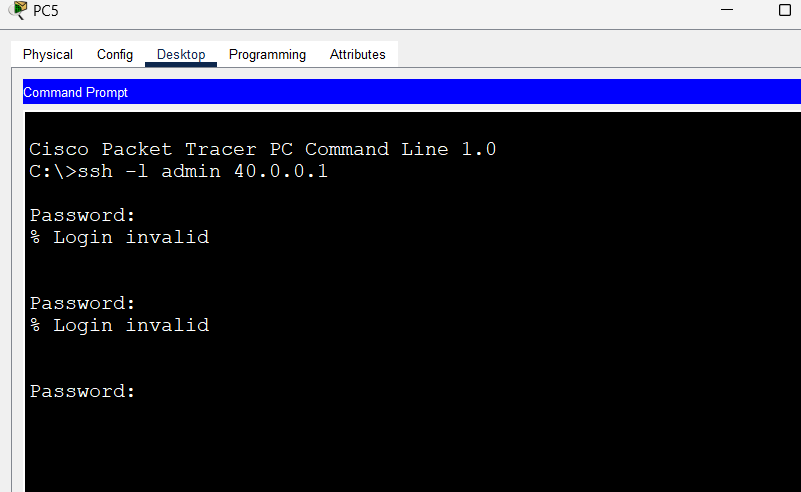 PC5
Physical Config Desktop Programming Attributes
Command Prompt
Cisco Packet Tracer PC Command Line 1.0
C:\>ssh -l admin 40.0.0.1
Password:
% Login invalid
Password:
% Login invalid
Password: